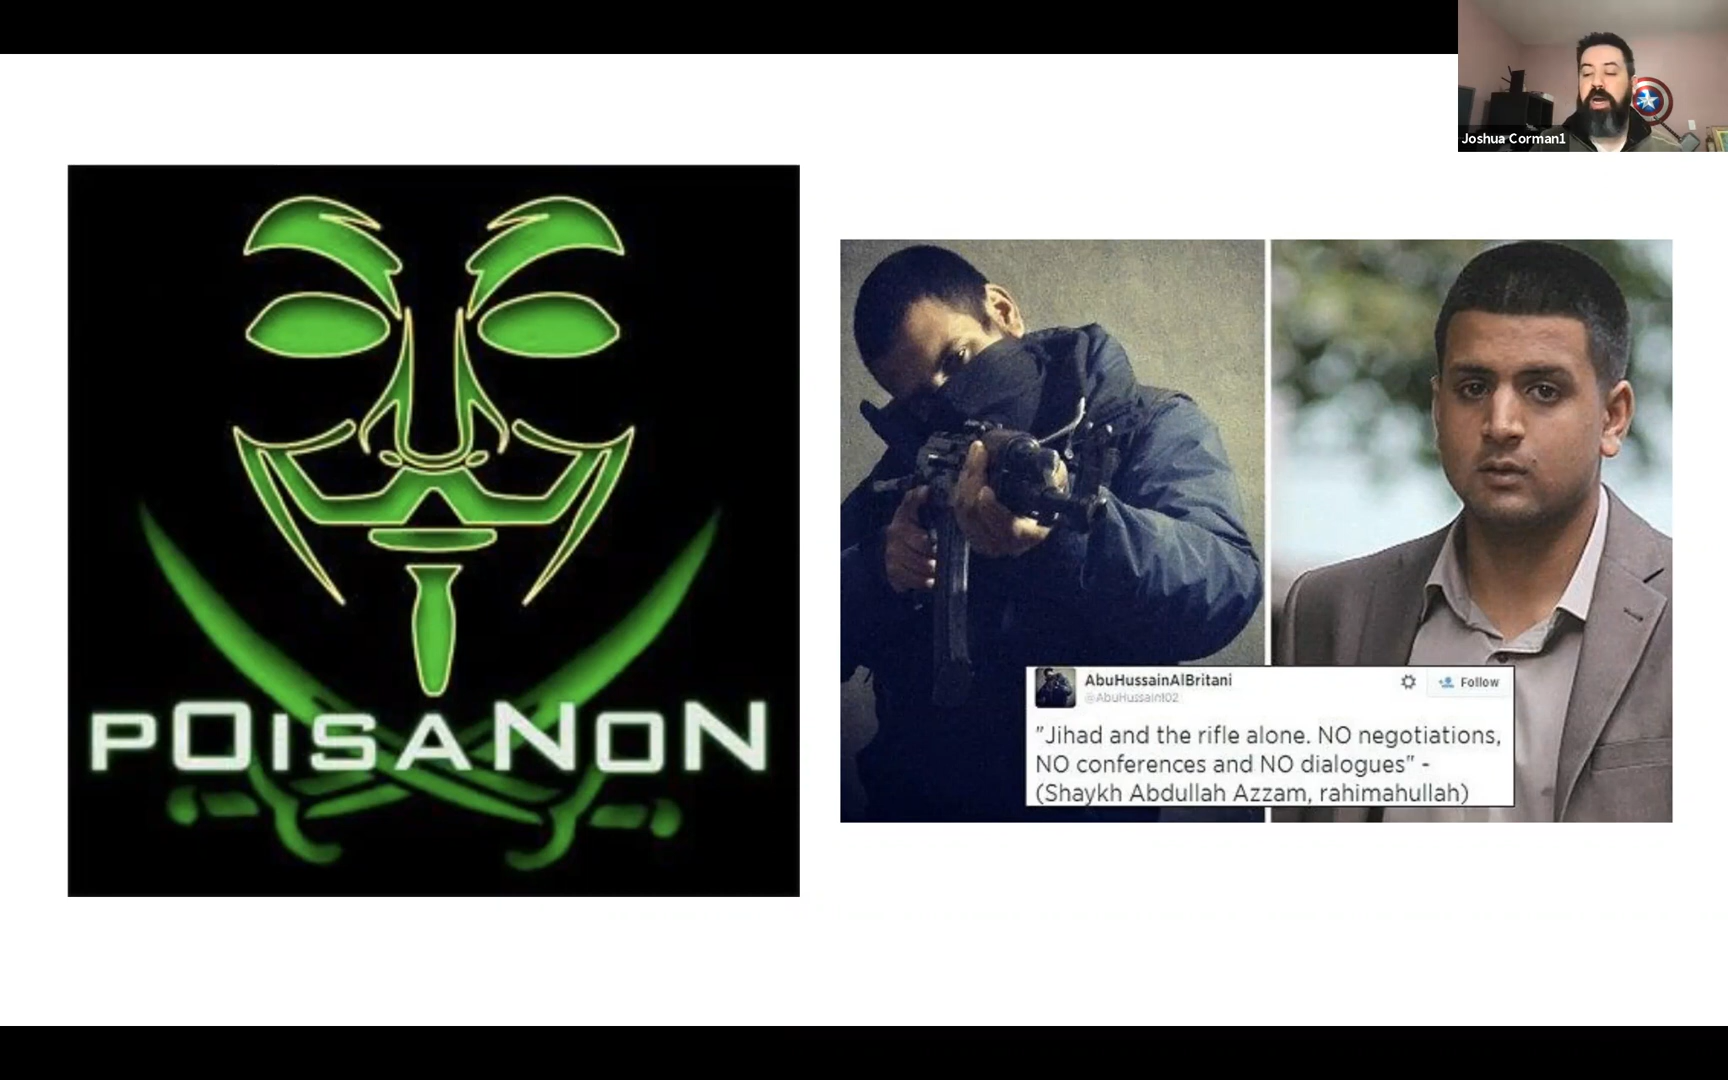 Joshua Corman1
pOisaNoN
AbuHussainAlBritani
@AbuHussain102
Follow
"Jihad and the rifle alone. NO negotiations,
NO conferences and NO dialogues" -
(Shaykh Abdullah Azzam, rahimahullah)